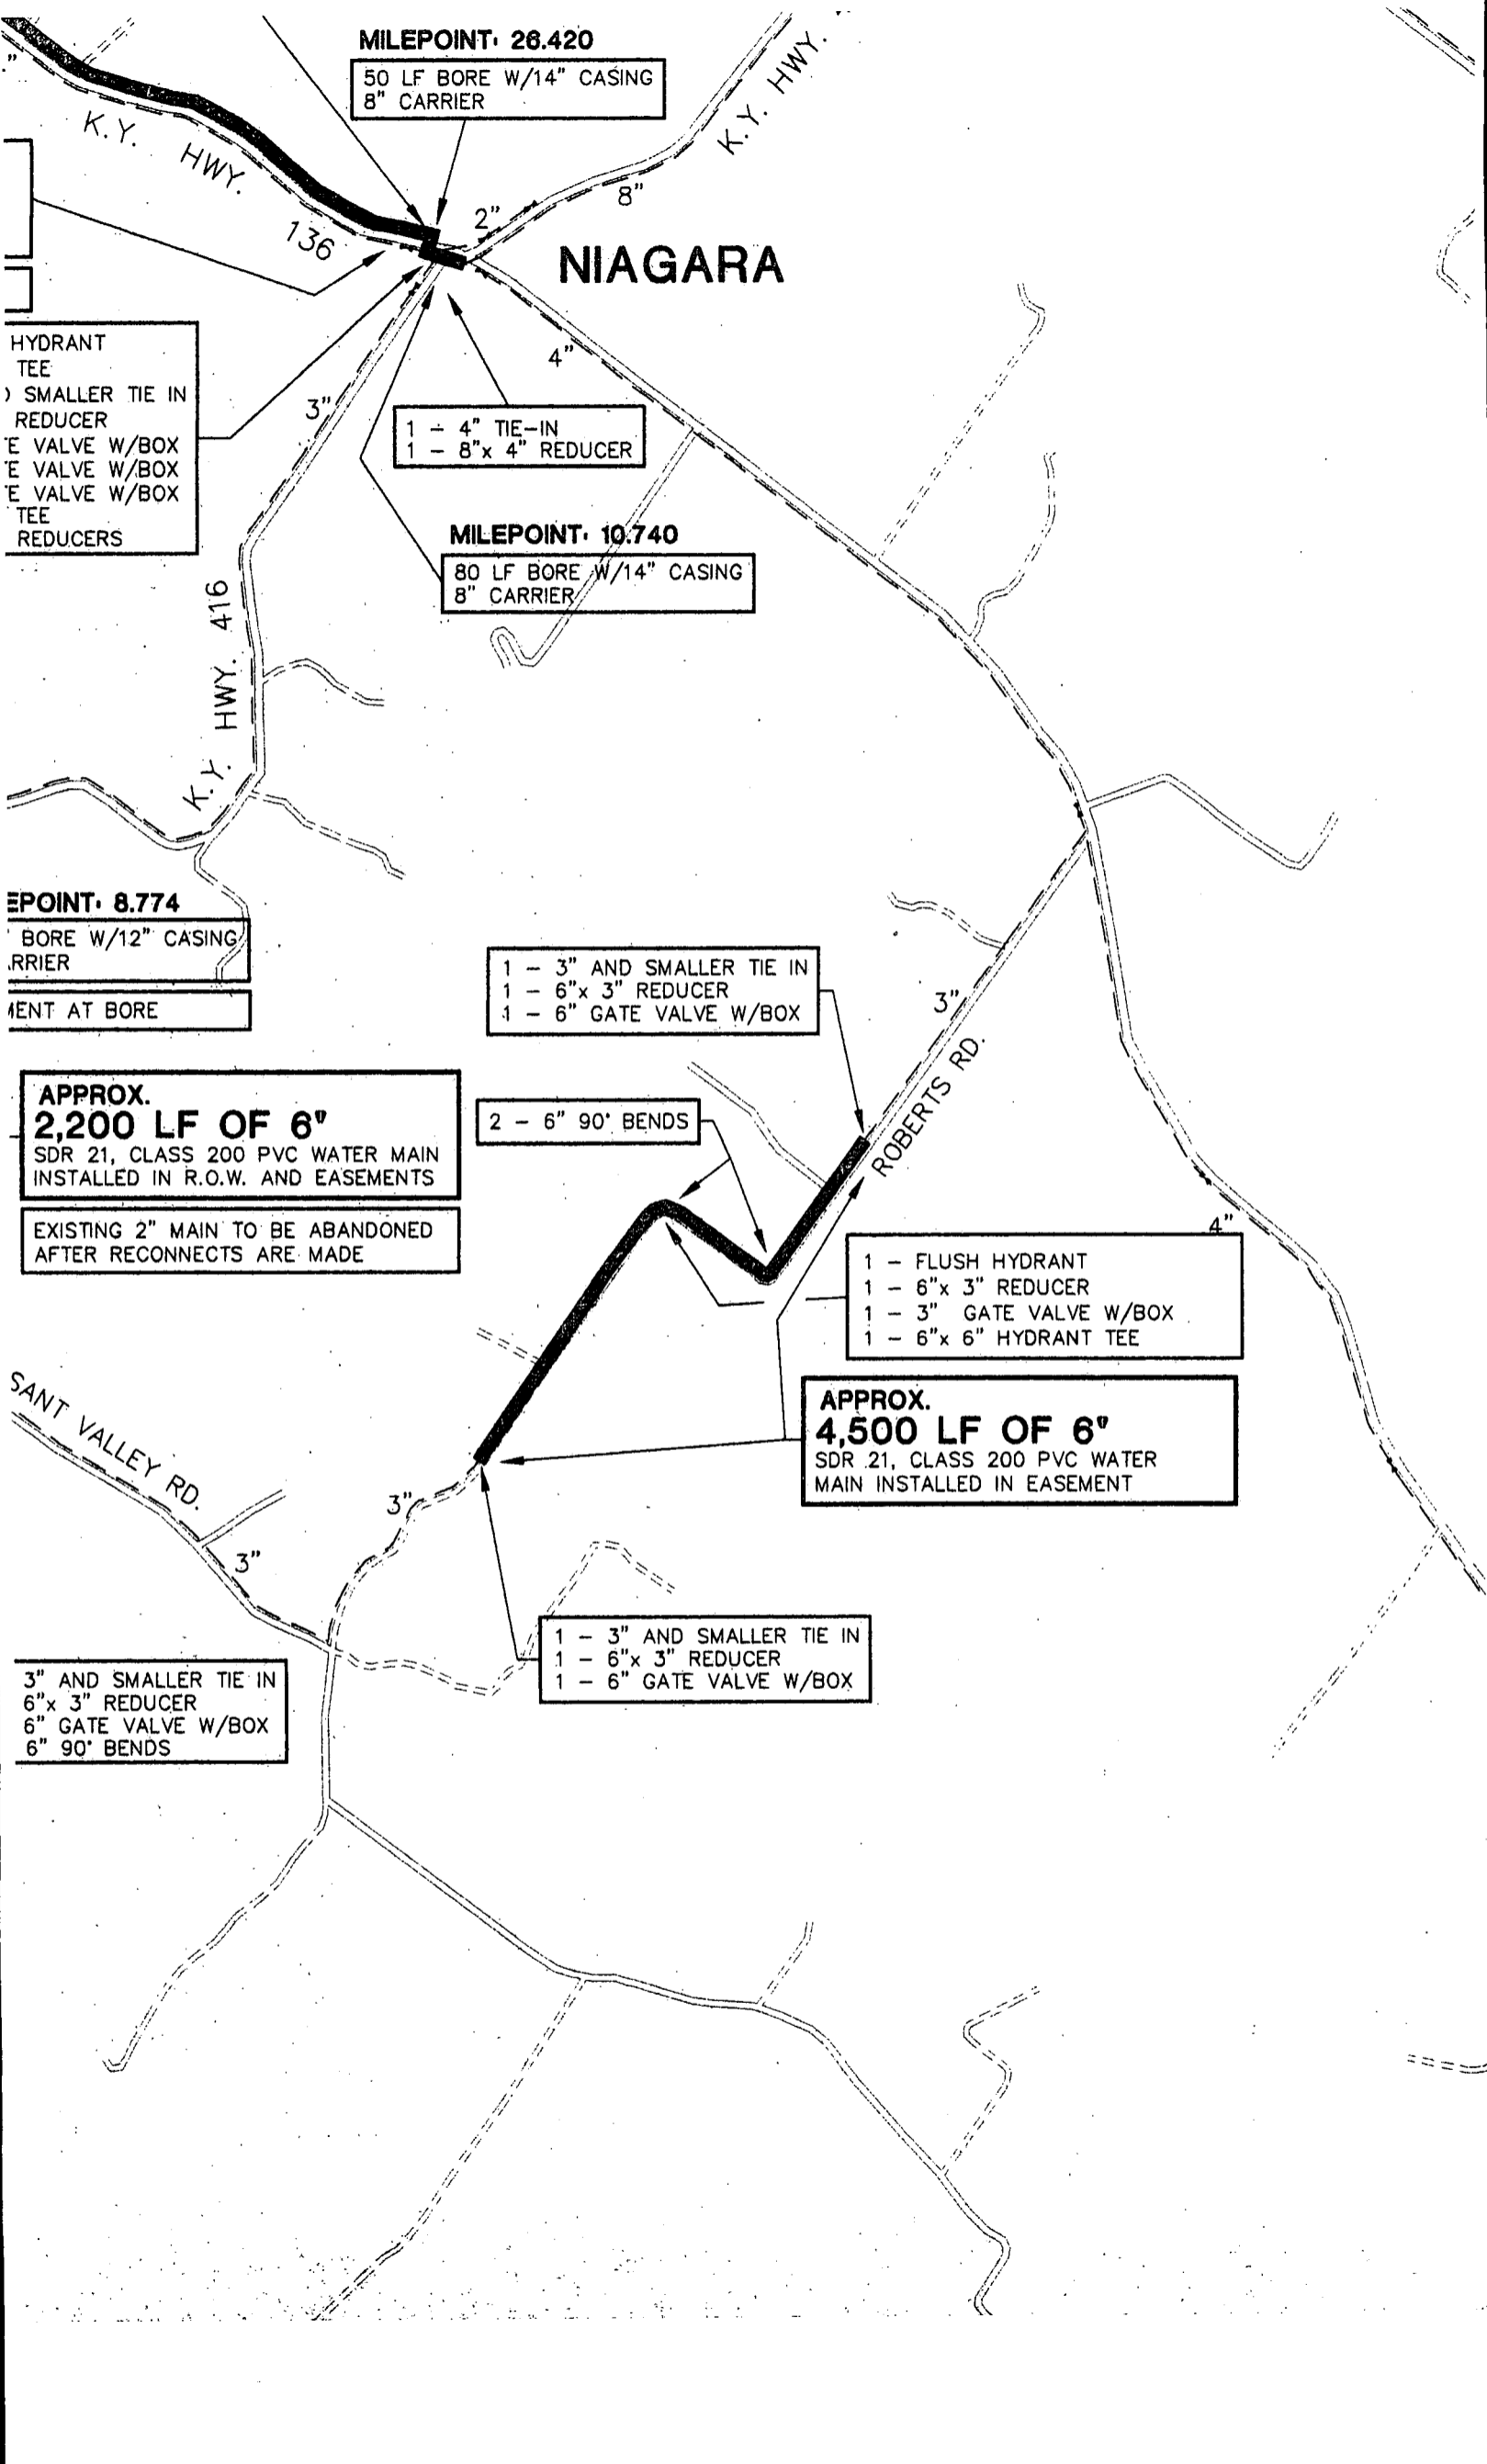 MILEPOINT: 26.420
50 LF BORE W/14" CASING
8" CARRIER
K.Y. HWY.
K.Y. HWY. 136
2"
8"
NIAGARA
HYDRANT
TEE
SMALLER TIE IN
REDUCER
VALVE W/BOX
VALVE W/BOX
VALVE W/BOX
TEE
REDUCERS
3"
4"
1 - 4" TIE-IN
1 - 8"x 4" REDUCER
MILEPOINT: 10.740
80 LF BORE W/14" CASING
8" CARRIER
K.Y. HWY. 416
8.774
BORE W/12" CASING
AT BORE
1 - 3" AND SMALLER TIE IN
1 - 6"x 3" REDUCER
1 - 6" GATE VALVE W/BOX
3"
ROBERTS RD.
APPROX.
2,200 LF OF 6"
SDR 21, CLASS 200 PVC WATER MAIN
INSTALLED IN R.O.W. AND EASEMENTS
2 - 6" 90° BENDS
EXISTING 2" MAIN TO BE ABANDONED
AFTER RECONNECTS ARE MADE
4"
1 - FLUSH HYDRANT
1 - 6"x 3" REDUCER
1 - 3" GATE VALVE W/BOX
1 - 6"x 6" HYDRANT TEE
APPROX.
4,500 LF OF 6"
SDR 21, CLASS 200 PVC WATER
MAIN INSTALLED IN EASEMENT
VALLEY RD.
3"
3"
1 - 3" AND SMALLER TIE IN
1 - 6"x 3" REDUCER
1 - 6" GATE VALVE W/BOX
3" AND SMALLER TIE IN
6"x 3" REDUCER
6" GATE VALVE W/BOX
6" 90° BENDS